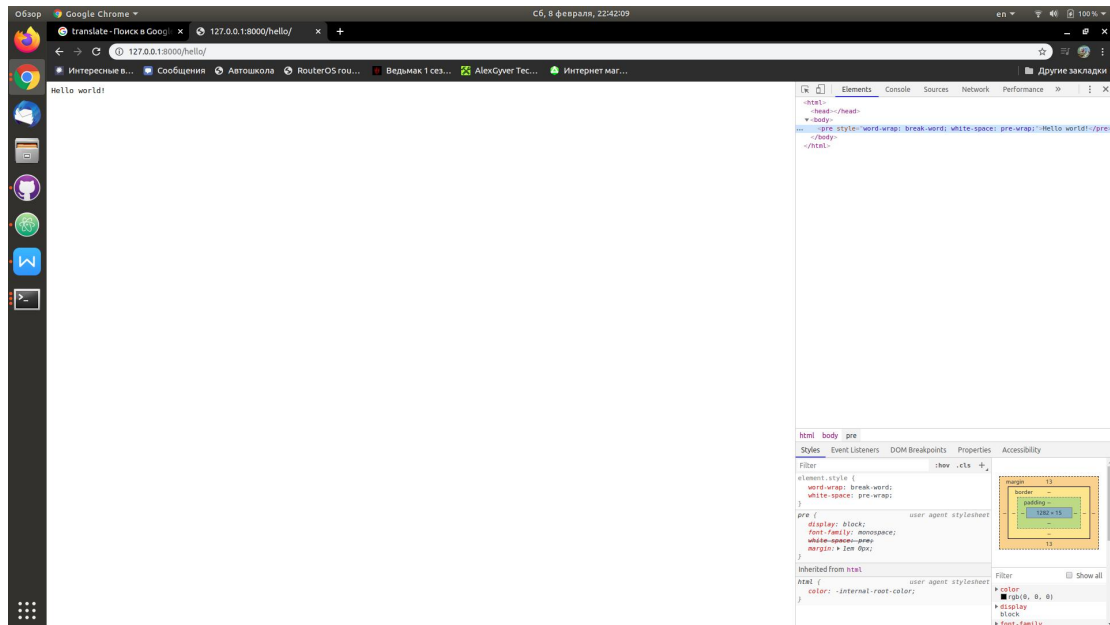 Обзор Google Chrome ▾ Сб, 8 февраля, 22:42:09 en ▾ 100 % ▾
translate - Поиск в Googl × 127.0.0.1:8000/hello/ × +
127.0.0.1:8000/hello/
Интересные в... Сообщения Автошкола RouterOS rou... Ведьмак 1 сез... AlexGyver Tec... Интернет маг... Другие закладки
Hello world!
Elements Console Sources Network Performance »
<html>
<head></head>
▼<body>
... <pre style="word-wrap: break-word; white-space: pre-wrap;">Hello world!</pre>
</body>
</html>
html body pre
Styles Event Listeners DOM Breakpoints Properties Accessibility
Filter :hov .cls +
element.style {
word-wrap: break-word;
white-space: pre-wrap;
}
pre { user agent stylesheet
display: block;
font-family: monospace;
white-space: pre;
margin: ▶ 1em 0px;
}
Inherited from html
html { user agent stylesheet
color: -internal-root-color;
}
margin 13
border –
padding –
– – – 1282 × 15 – – –
–
–
13
Filter Show all
▶ color
rgb(0, 0, 0)
▶ display
block
▶ font-family